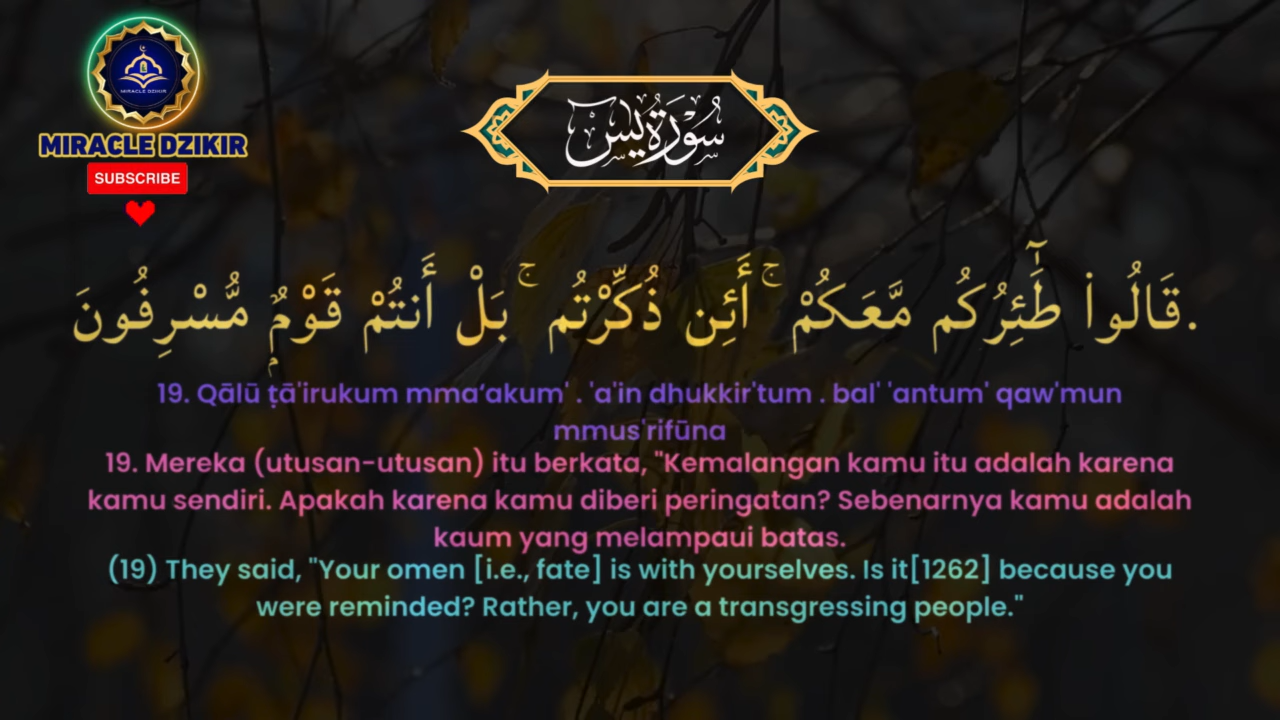 MIRACLE DZIKIR
MIRACLE DZIKIR
SUBSCRIBE
سُوْرَةُ يٰسٓ
قَالُوا۟ طَٰٓئِرُكُم مَّعَكُمْ ۚ أَئِن ذُكِّرْتُم ۚ بَلْ أَنتُمْ قَوْمٌۭ مُّسْرِفُونَ.
19. Qālū ṭā'irukum mma‘akum' . 'a'in dhukkir'tum . bal' 'antum' qaw'mun
mmus'rifūna
19. Mereka (utusan-utusan) itu berkata, "Kemalangan kamu itu adalah karena
kamu sendiri. Apakah karena kamu diberi peringatan? Sebenarnya kamu adalah
kaum yang melampaui batas.
(19) They said, "Your omen [i.e., fate] is with yourselves. Is it[1262] because you
were reminded? Rather, you are a transgressing people."